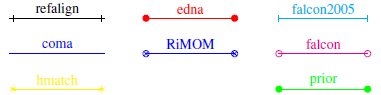 refalign edna falcon2005
coma RiMOM falcon
hmatch prior